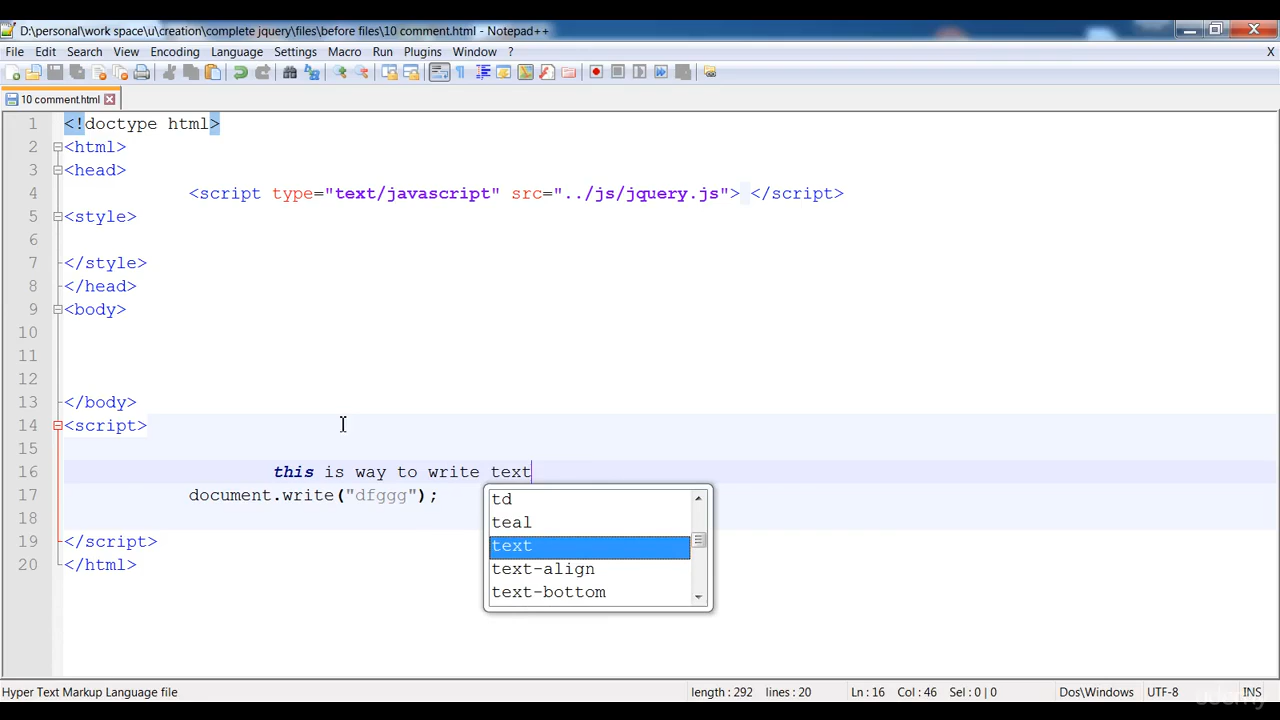 D:\personal\work space\u\creation\complete jquery\files\before files\10 comment.html - Notepad++
File Edit Search View Encoding Language Settings Macro Run Plugins Window ? X
10 comment.html
1 <!doctype html>
2 <html>
3 <head>
4 <script type="text/javascript" src="../js/jquery.js"> </script>
5 <style>
6
7 </style>
8 </head>
9 <body>
10
11
12
13 </body>
14 <script>
15
16 this is way to write text
17 document.write("dfggg");
18
19 </script>
20 </html>
td
teal
text
text-align
text-bottom
Hyper Text Markup Language file length : 292 lines : 20 Ln : 16 Col : 46 Sel : 0 | 0 Dos\Windows UTF-8 INS
udemy